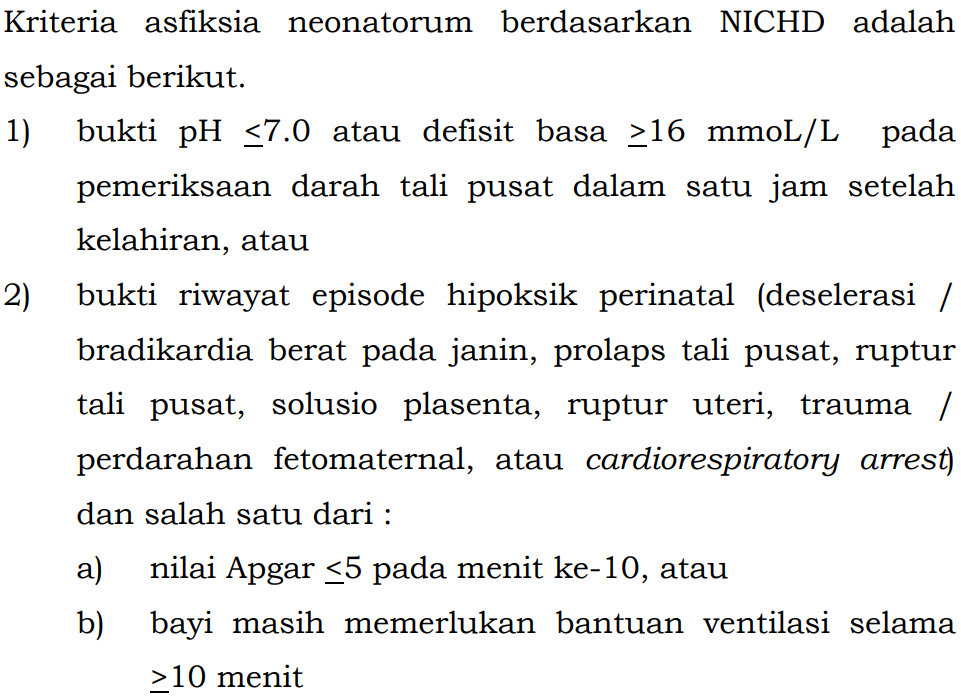 Kriteria asfiksia neonatorum berdasarkan NICHD adalah
sebagai berikut.
1) bukti pH ≤7.0 atau defisit basa ≥16 mmoL/L pada
pemeriksaan darah tali pusat dalam satu jam setelah
kelahiran, atau
2) bukti riwayat episode hipoksik perinatal (deselerasi /
bradikardia berat pada janin, prolaps tali pusat, ruptur
tali pusat, solusio plasenta, ruptur uteri, trauma /
perdarahan fetomaternal, atau cardiorespiratory arrest)
dan salah satu dari :
a) nilai Apgar ≤5 pada menit ke-10, atau
b) bayi masih memerlukan bantuan ventilasi selama
≥10 menit